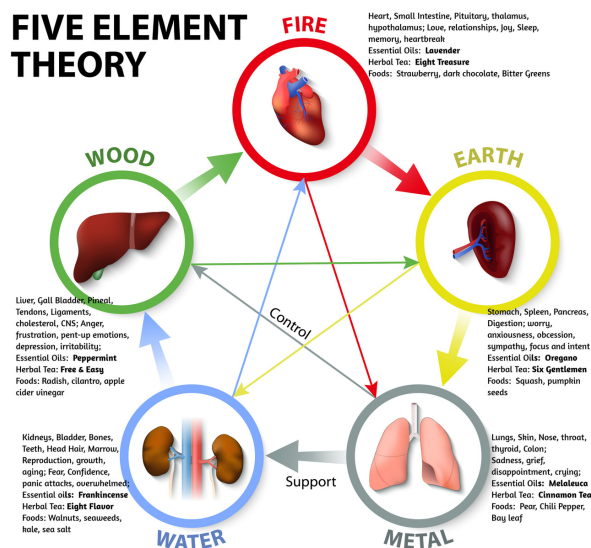 FIVE ELEMENT
THEORY
FIRE
Heart, Small Intestine, Pituitary, thalamus,
hypothalamus; Love, relationships, Joy, Sleep,
memory, heartbreak
Essential Oils: Lavender
Herbal Tea: Eight Treasure
Foods: Strawberry, dark chocolate, Bitter Greens
WOOD
EARTH
Liver, Gall Bladder, Pineal,
Tendons, Ligaments,
cholesterol, CNS; Anger,
frustration, pent-up emotions,
depression, irritability;
Essential Oils: Peppermint
Herbal Tea: Free & Easy
Foods: Radish, cilantro, apple
cider vinegar
Stomach, Spleen, Pancreas,
Digestion; worry,
anxiousness, obcession,
sympathy, focus and intent
Essential Oils: Oregano
Herbal Tea: Six Gentlemen
Foods: Squash, pumpkin
seeds
Control
Kidneys, Bladder, Bones,
Teeth, Head Hair, Marrow,
Reproduction, growth,
aging; Fear, Confidence,
panic attacks, overwhelmed;
Essential oils: Frankincense
Herbal Tea: Eight Flavor
Foods: Walnuts, seaweeds,
kale, sea salt
Support
Lungs, Skin, Nose, throat,
thyroid, Colon;
Sadness, grief,
disappointment, crying;
Essential Oils: Melaleuca
Herbal Tea: Cinnamon Tea
Foods: Pear, Chili Pepper,
Bay leaf
WATER
METAL